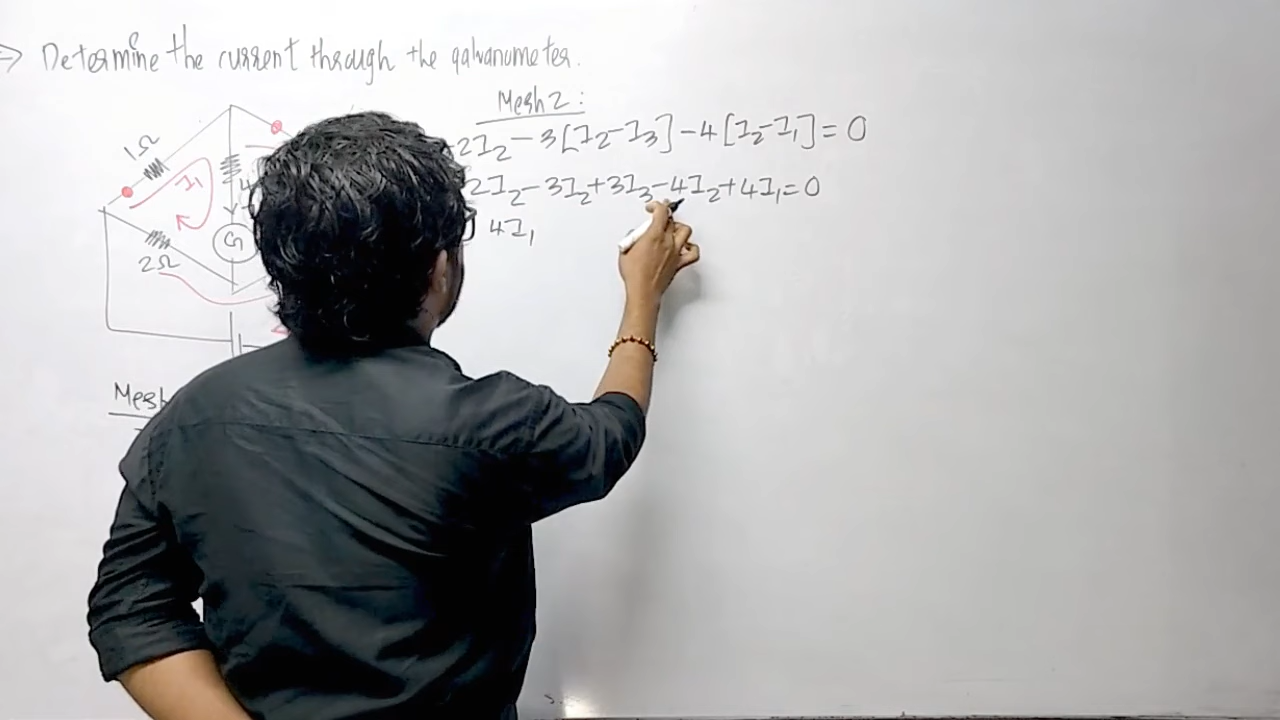 → Determine the current through the galvanometer.
Mesh 2:
-2I₂ - 3[I₂-I₃] - 4[I₂-I₁] = 0
2I₂ - 3I₂ + 3I₃ - 4I₂ + 4I₁ = 0
4I₁
1Ω
I₁
4
G
2Ω
Mesh